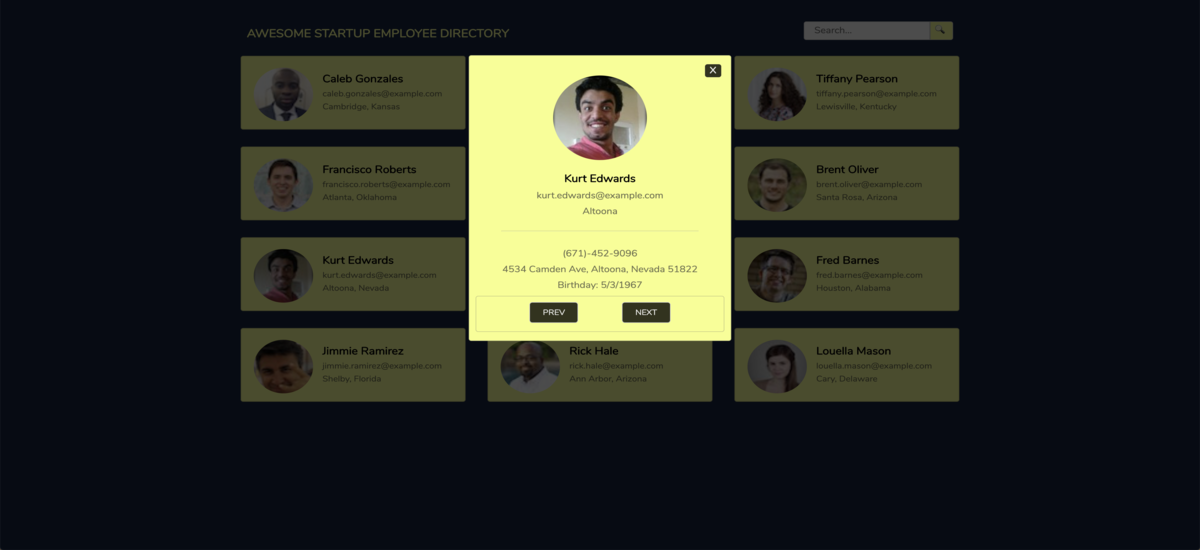 AWESOME STARTUP EMPLOYEE DIRECTORY
Search...
Caleb Gonzales
caleb.gonzales@example.com
Cambridge, Kansas
X
Kurt Edwards
kurt.edwards@example.com
Altoona
(671)-452-9096
4534 Camden Ave, Altoona, Nevada 51822
Birthday: 5/3/1967
PREV
NEXT
Tiffany Pearson
tiffany.pearson@example.com
Lewisville, Kentucky
Francisco Roberts
francisco.roberts@example.com
Atlanta, Oklahoma
Brent Oliver
brent.oliver@example.com
Santa Rosa, Arizona
Kurt Edwards
kurt.edwards@example.com
Altoona, Nevada
Fred Barnes
fred.barnes@example.com
Houston, Alabama
Jimmie Ramirez
jimmie.ramirez@example.com
Shelby, Florida
Rick Hale
rick.hale@example.com
Ann Arbor, Arizona
Louella Mason
louella.mason@example.com
Cary, Delaware